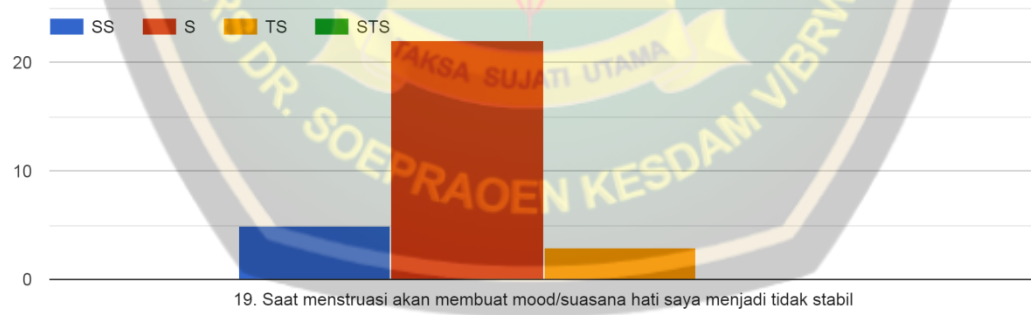 SS S TS STS
20
10
0
19. Saat menstruasi akan membuat mood/suasana hati saya menjadi tidak stabil
TAKSA SUJATI UTAMA
DR. SOEPRAOEN KESDAM